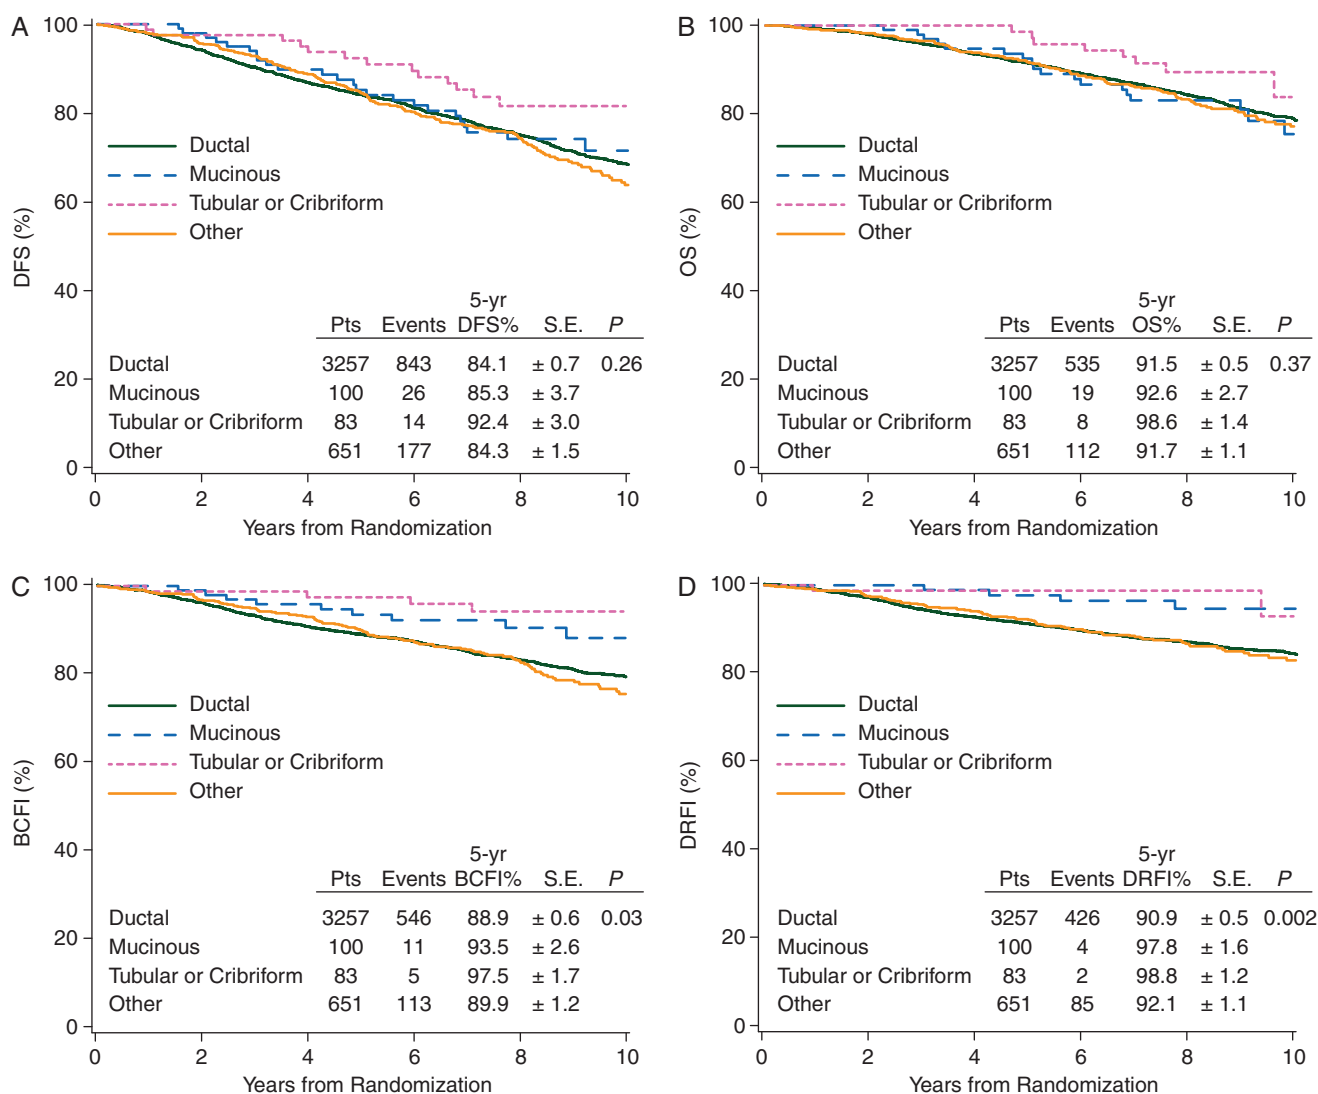 A
100
80
60
40
20
0
DFS (%)
Ductal
Mucinous
Tubular or Cribriform
Other
5-yr
Pts Events DFS% S.E. P
Ductal 3257 843 84.1 ± 0.7 0.26
Mucinous 100 26 85.3 ± 3.7
Tubular or Cribriform 83 14 92.4 ± 3.0
Other 651 177 84.3 ± 1.5
0 2 4 6 8 10
Years from Randomization
B
100
80
60
40
20
0
OS (%)
Ductal
Mucinous
Tubular or Cribriform
Other
5-yr
Pts Events OS% S.E. P
Ductal 3257 535 91.5 ± 0.5 0.37
Mucinous 100 19 92.6 ± 2.7
Tubular or Cribriform 83 8 98.6 ± 1.4
Other 651 112 91.7 ± 1.1
0 2 4 6 8 10
Years from Randomization
C
100
80
60
40
20
0
BCFI (%)
Ductal
Mucinous
Tubular or Cribriform
Other
5-yr
Pts Events BCFI% S.E. P
Ductal 3257 546 88.9 ± 0.6 0.03
Mucinous 100 11 93.5 ± 2.6
Tubular or Cribriform 83 5 97.5 ± 1.7
Other 651 113 89.9 ± 1.2
0 2 4 6 8 10
Years from Randomization
D
100
80
60
40
20
0
DRFI (%)
Ductal
Mucinous
Tubular or Cribriform
Other
5-yr
Pts Events DRFI% S.E. P
Ductal 3257 426 90.9 ± 0.5 0.002
Mucinous 100 4 97.8 ± 1.6
Tubular or Cribriform 83 2 98.8 ± 1.2
Other 651 85 92.1 ± 1.1
0 2 4 6 8 10
Years from Randomization